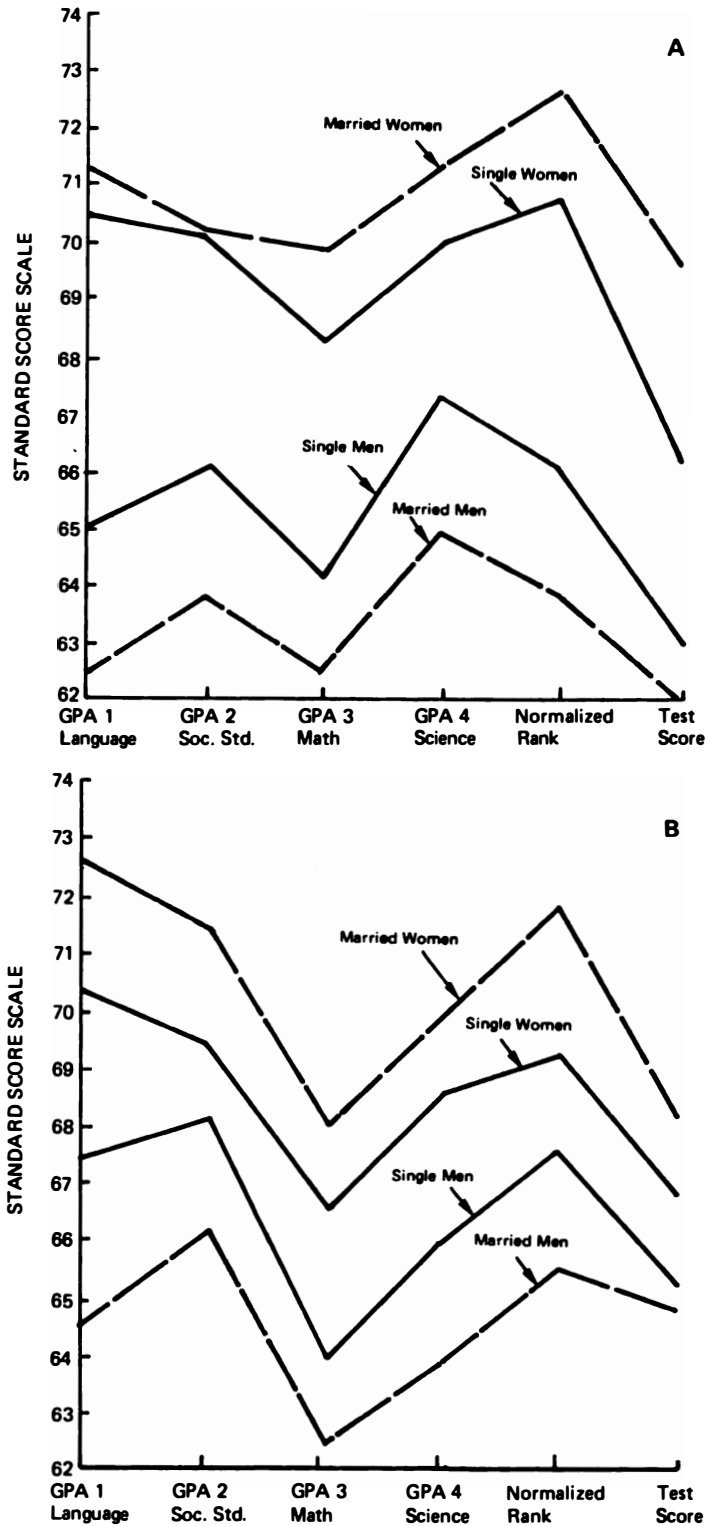 A
STANDARD SCORE SCALE
74
73
72
71
70
69
68
67
66
65
64
63
62
Married Women
Single Women
Single Men
Married Men
GPA 1 GPA 2 GPA 3 GPA 4 Normalized Test
Language Soc. Std. Math Science Rank Score
B
STANDARD SCORE SCALE
74
73
72
71
70
69
68
67
66
65
64
63
62
Married Women
Single Women
Single Men
Married Men
GPA 1 GPA 2 GPA 3 GPA 4 Normalized Test
Language Soc. Std. Math Science Rank Score